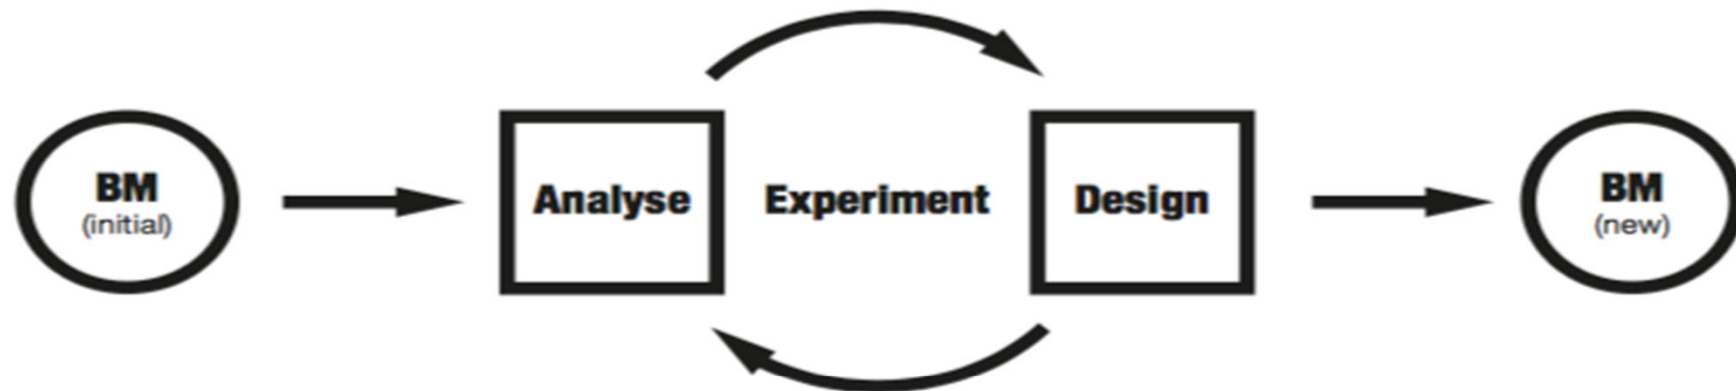 BM
(initial)
Analyse
Experiment
Design
BM
(new)